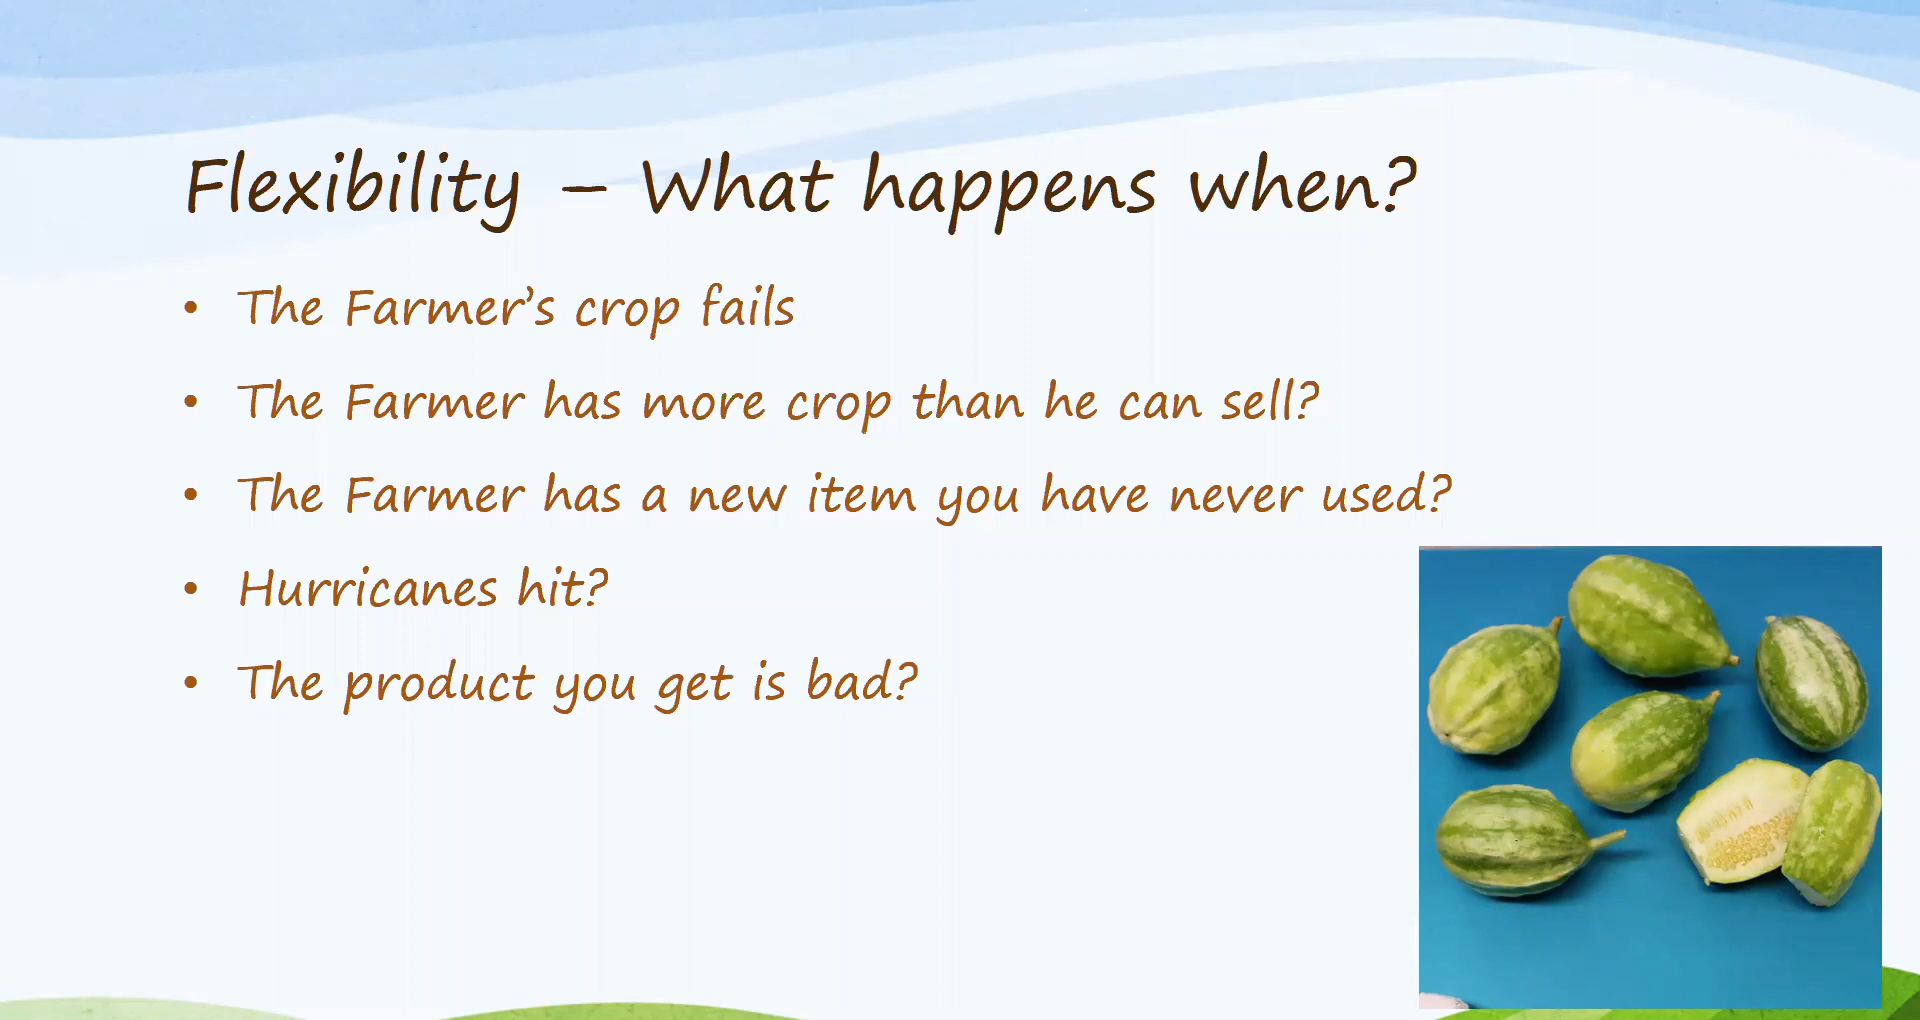 Flexibility – What happens when?
• The Farmer’s crop fails
• The Farmer has more crop than he can sell?
• The Farmer has a new item you have never used?
• Hurricanes hit?
• The product you get is bad?